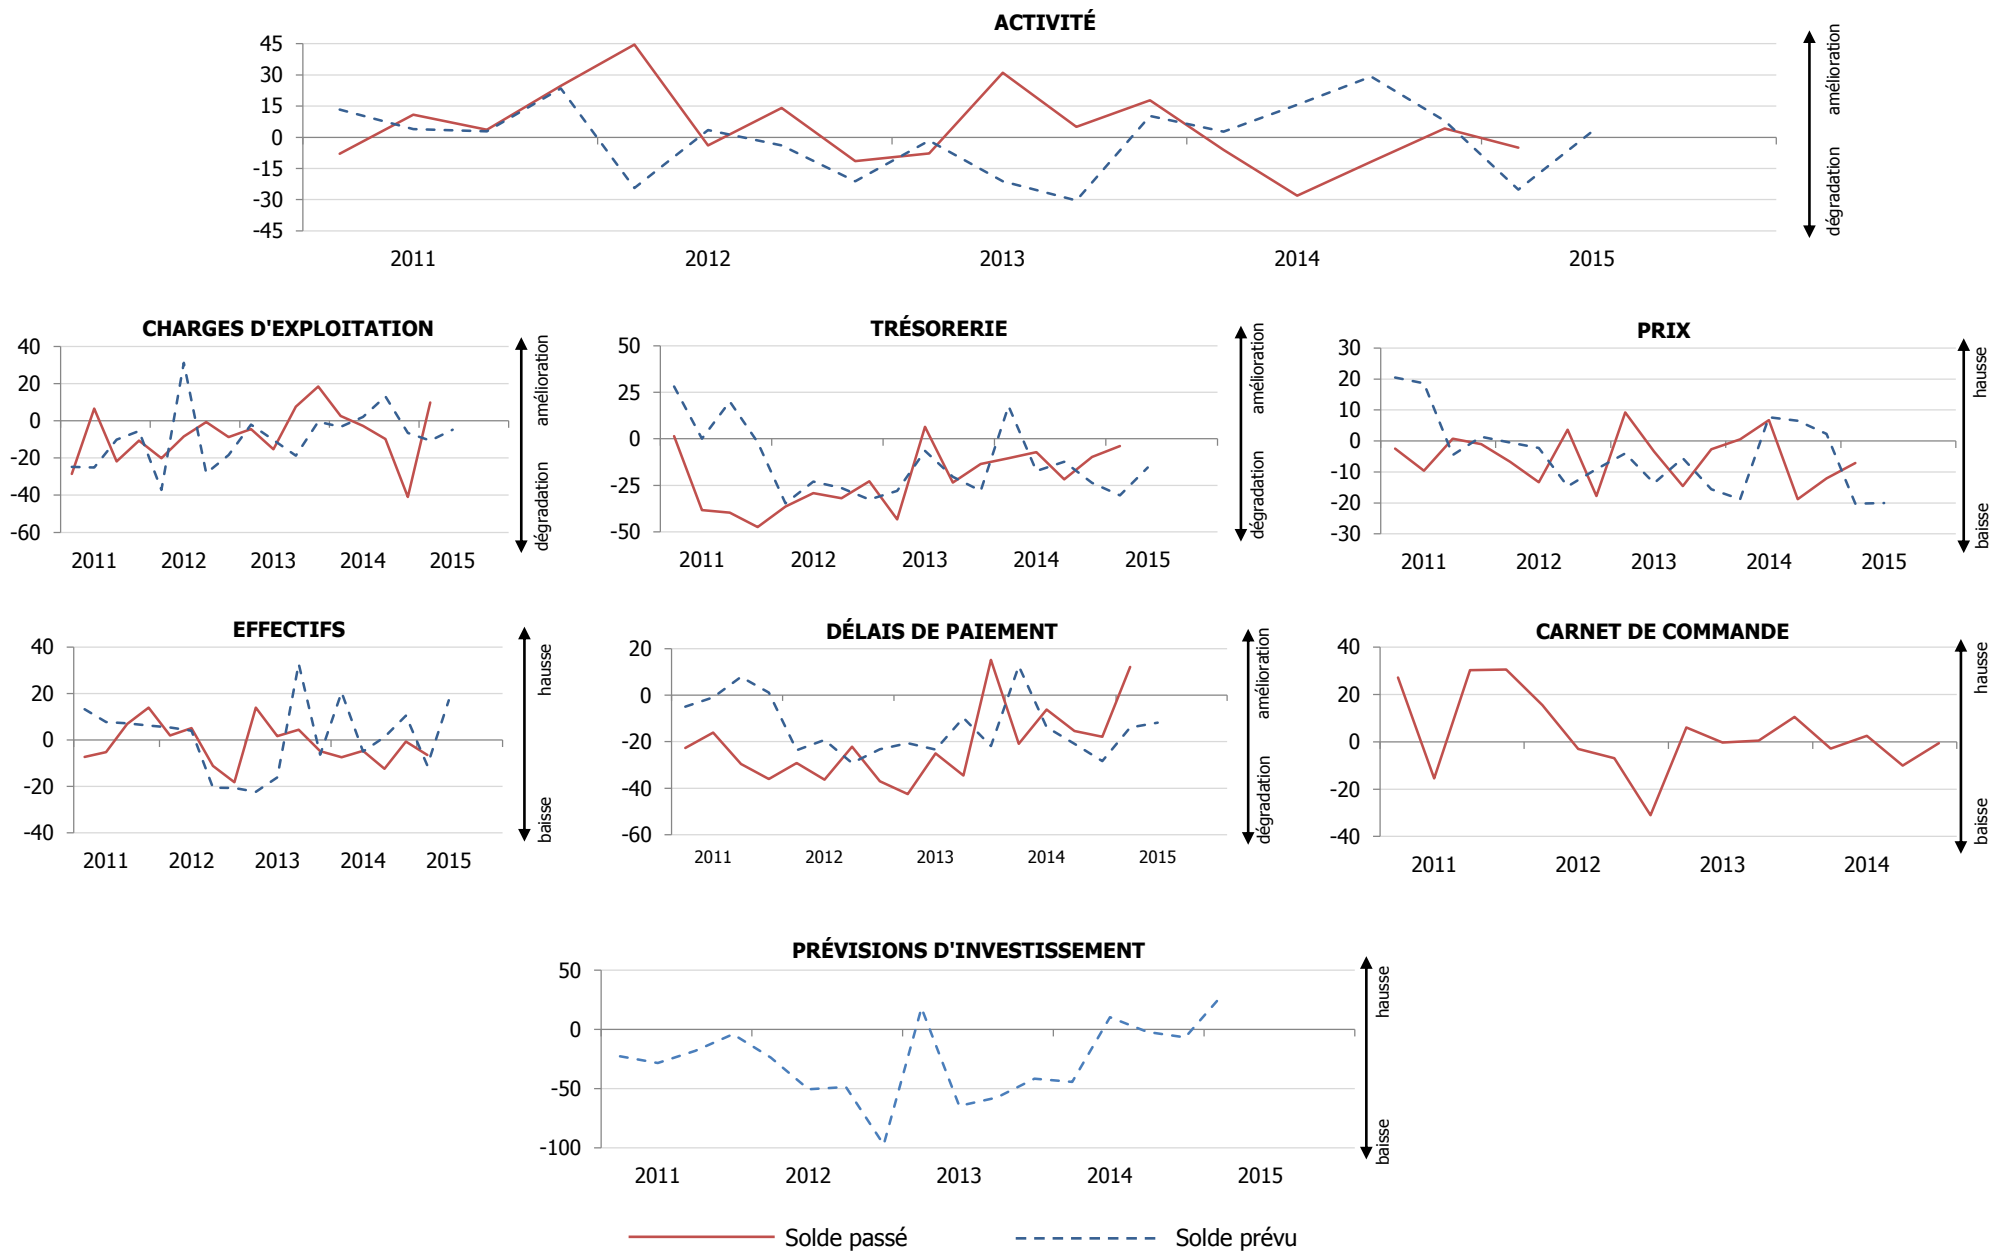 ACTIVITÉ
45
30
15
0
-15
-30
-45
2011 2012 2013 2014 2015
amélioration
dégradation
CHARGES D'EXPLOITATION
40
20
0
-20
-40
-60
2011 2012 2013 2014 2015
amélioration
dégradation
TRÉSORERIE
50
25
0
-25
-50
2011 2012 2013 2014 2015
amélioration
dégradation
PRIX
30
20
10
0
-10
-20
-30
2011 2012 2013 2014 2015
hausse
baisse
EFFECTIFS
40
20
0
-20
-40
2011 2012 2013 2014 2015
hausse
baisse
DÉLAIS DE PAIEMENT
20
0
-20
-40
-60
2011 2012 2013 2014 2015
amélioration
dégradation
CARNET DE COMMANDE
40
20
0
-20
-40
2011 2012 2013 2014
hausse
baisse
PRÉVISIONS D'INVESTISSEMENT
50
0
-50
-100
2011 2012 2013 2014 2015
hausse
baisse
Solde passé Solde prévu